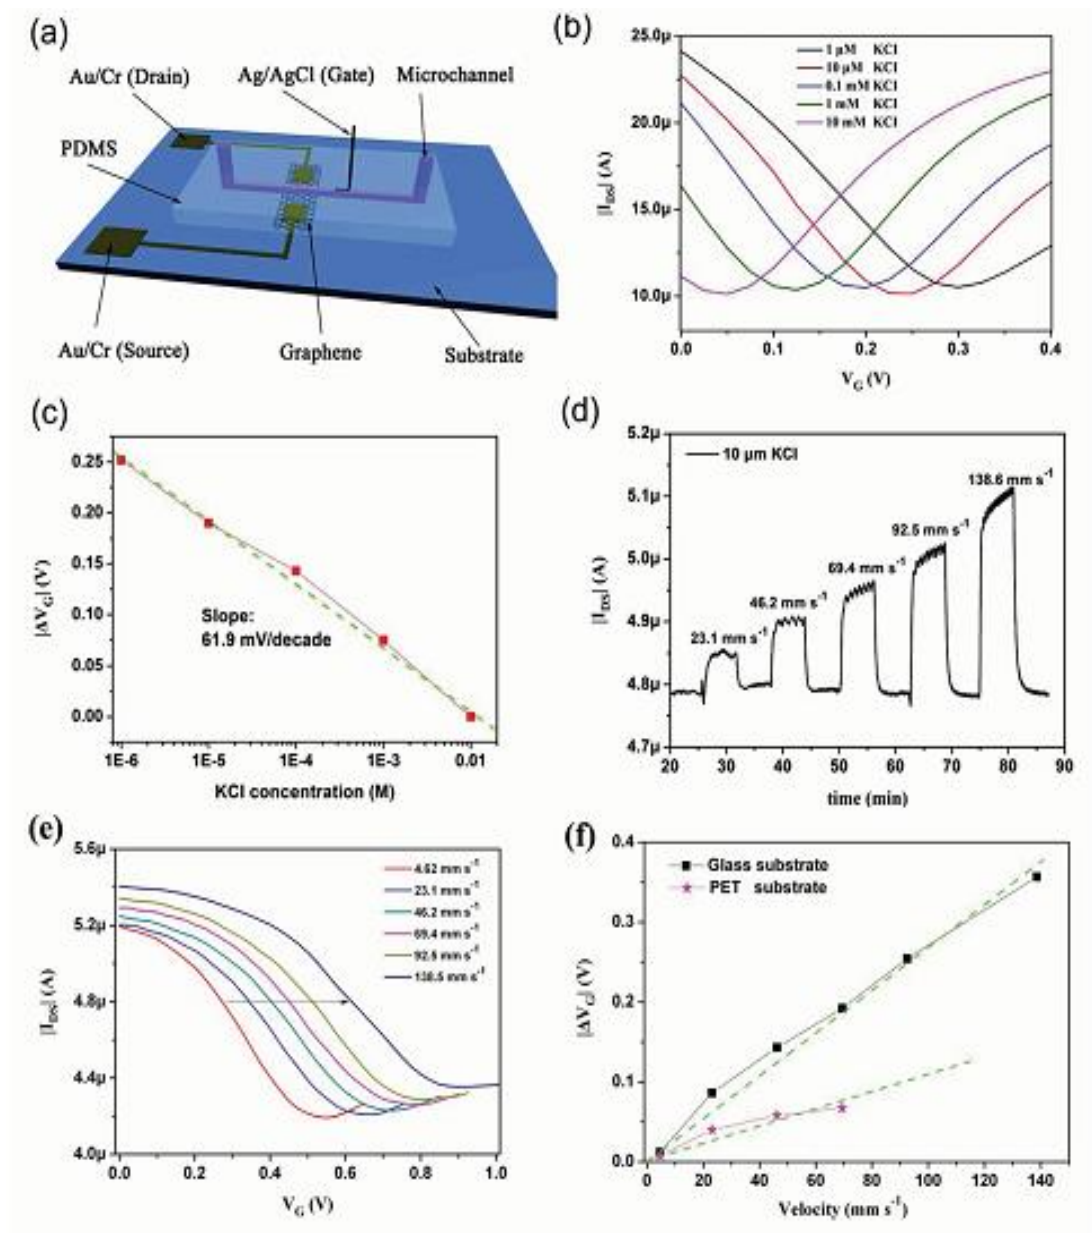 (a)
Au/Cr (Drain)
Ag/AgCl (Gate)
Microchannel
PDMS
Au/Cr (Source)
Graphene
Substrate
(b)
25.0µ
20.0µ
15.0µ
10.0µ
|I_DS| (A)
1 µM KCl
10 µM KCl
0.1 mM KCl
1 mM KCl
10 mM KCl
0.0 0.1 0.2 0.3 0.4
V_G (V)
(c)
0.25
0.20
0.15
0.10
0.05
0.00
|ΔV_G| (V)
Slope:
61.9 mV/decade
1E-6 1E-5 1E-4 1E-3 0.01
KCl concentration (M)
(d)
5.2µ
5.1µ
5.0µ
4.9µ
4.8µ
4.7µ
|I_DS| (A)
10 µm KCl
138.6 mm s⁻¹
92.5 mm s⁻¹
69.4 mm s⁻¹
46.2 mm s⁻¹
23.1 mm s⁻¹
20 30 40 50 60 70 80 90
time (min)
(e)
5.6µ
5.2µ
4.8µ
4.4µ
4.0µ
|I_DS| (A)
4.62 mm s⁻¹
23.1 mm s⁻¹
46.2 mm s⁻¹
69.4 mm s⁻¹
92.5 mm s⁻¹
138.5 mm s⁻¹
0.0 0.2 0.4 0.6 0.8 1.0
V_G (V)
(f)
0.4
0.3
0.2
0.1
0.0
|ΔV_G| (V)
Glass substrate
PET substrate
0 20 40 60 80 100 120 140
Velocity (mm s⁻¹)